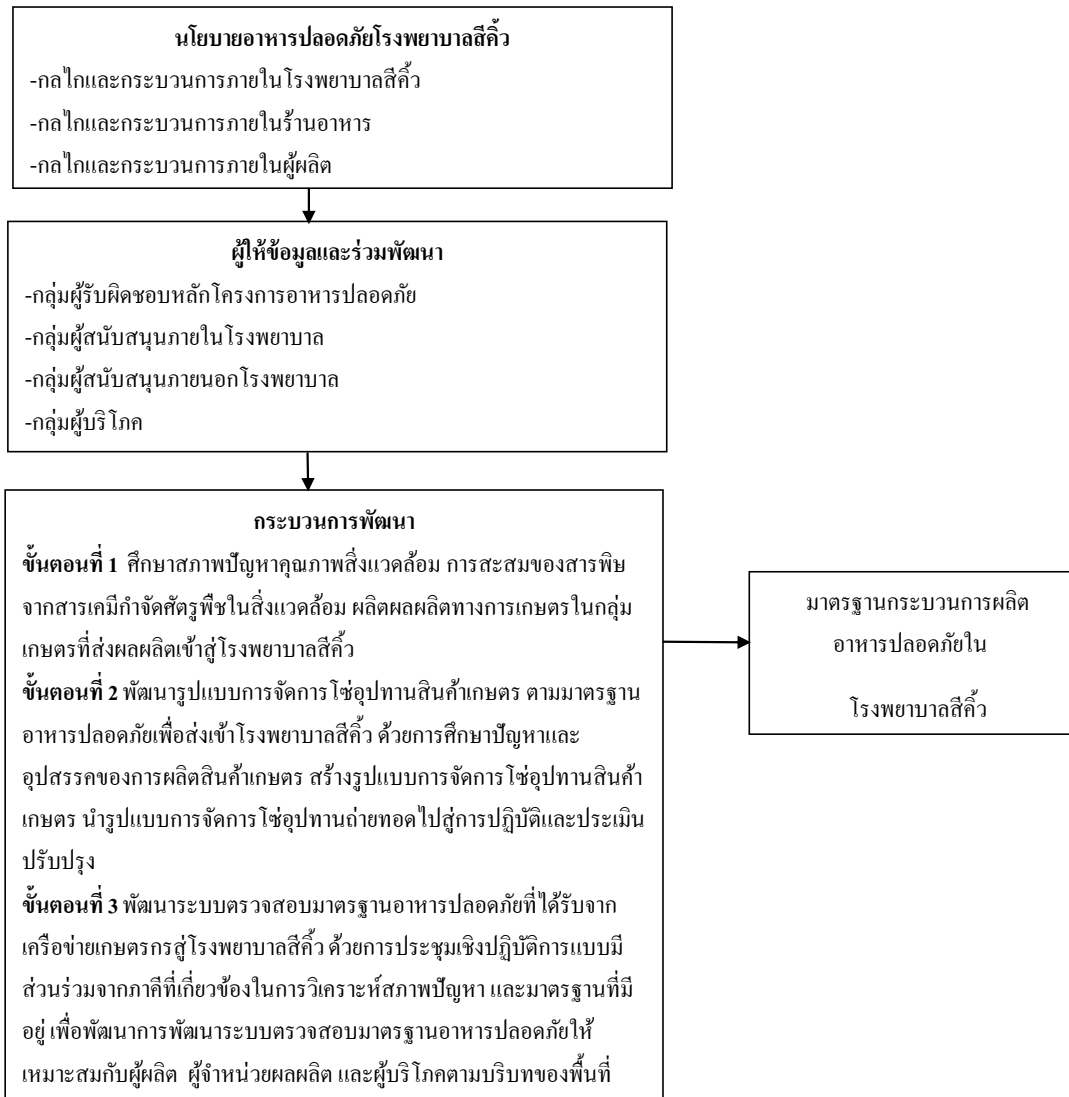 นโยบายอาหารปลอดภัยโรงพยาบาลสีคิ้ว
-กลไกและกระบวนการภายในโรงพยาบาลสีคิ้ว
-กลไกและกระบวนการภายในร้านอาหาร
-กลไกและกระบวนการภายในผู้ผลิต
ผู้ให้ข้อมูลและร่วมพัฒนา
-กลุ่มผู้รับผิดชอบหลักโครงการอาหารปลอดภัย
-กลุ่มผู้สนับสนุนภายในโรงพยาบาล
-กลุ่มผู้สนับสนุนภายนอกโรงพยาบาล
-กลุ่มผู้บริโภค
กระบวนการพัฒนา
ขั้นตอนที่ 1 ศึกษาสภาพปัญหาคุณภาพสิ่งแวดล้อม การสะสมของสารพิษ
จากสารเคมีกำจัดศัตรูพืชในสิ่งแวดล้อม ผลิตผลผลิตทางการเกษตรในกลุ่ม
เกษตรที่ส่งผลผลิตเข้าสู่โรงพยาบาลสีคิ้ว
ขั้นตอนที่ 2 พัฒนารูปแบบการจัดการโซ่อุปทานสินค้าเกษตร ตามมาตรฐาน
อาหารปลอดภัยเพื่อส่งเข้าโรงพยาบาลสีคิ้ว ด้วยการศึกษาปัญหาและ
อุปสรรคของการผลิตสินค้าเกษตร สร้างรูปแบบการจัดการโซ่อุปทานสินค้า
เกษตร นำรูปแบบการจัดการโซ่อุปทานถ่ายทอดไปสู่การปฏิบัติและประเมิน
ปรับปรุง
ขั้นตอนที่ 3 พัฒนาระบบตรวจสอบมาตรฐานอาหารปลอดภัยที่ได้รับจาก
เครือข่ายเกษตรกรสู่โรงพยาบาลสีคิ้ว ด้วยการประชุมเชิงปฏิบัติการแบบมี
ส่วนร่วมจากภาคีที่เกี่ยวข้องในการวิเคราะห์สภาพปัญหา และมาตรฐานที่มี
อยู่ เพื่อพัฒนาการพัฒนาระบบตรวจสอบมาตรฐานอาหารปลอดภัยให้
เหมาะสมกับผู้ผลิต ผู้จำหน่วยผลผลิต และผู้บริโภคตามบริบทของพื้นที่
มาตรฐานกระบวนการผลิต
อาหารปลอดภัยใน
โรงพยาบาลสีคิ้ว